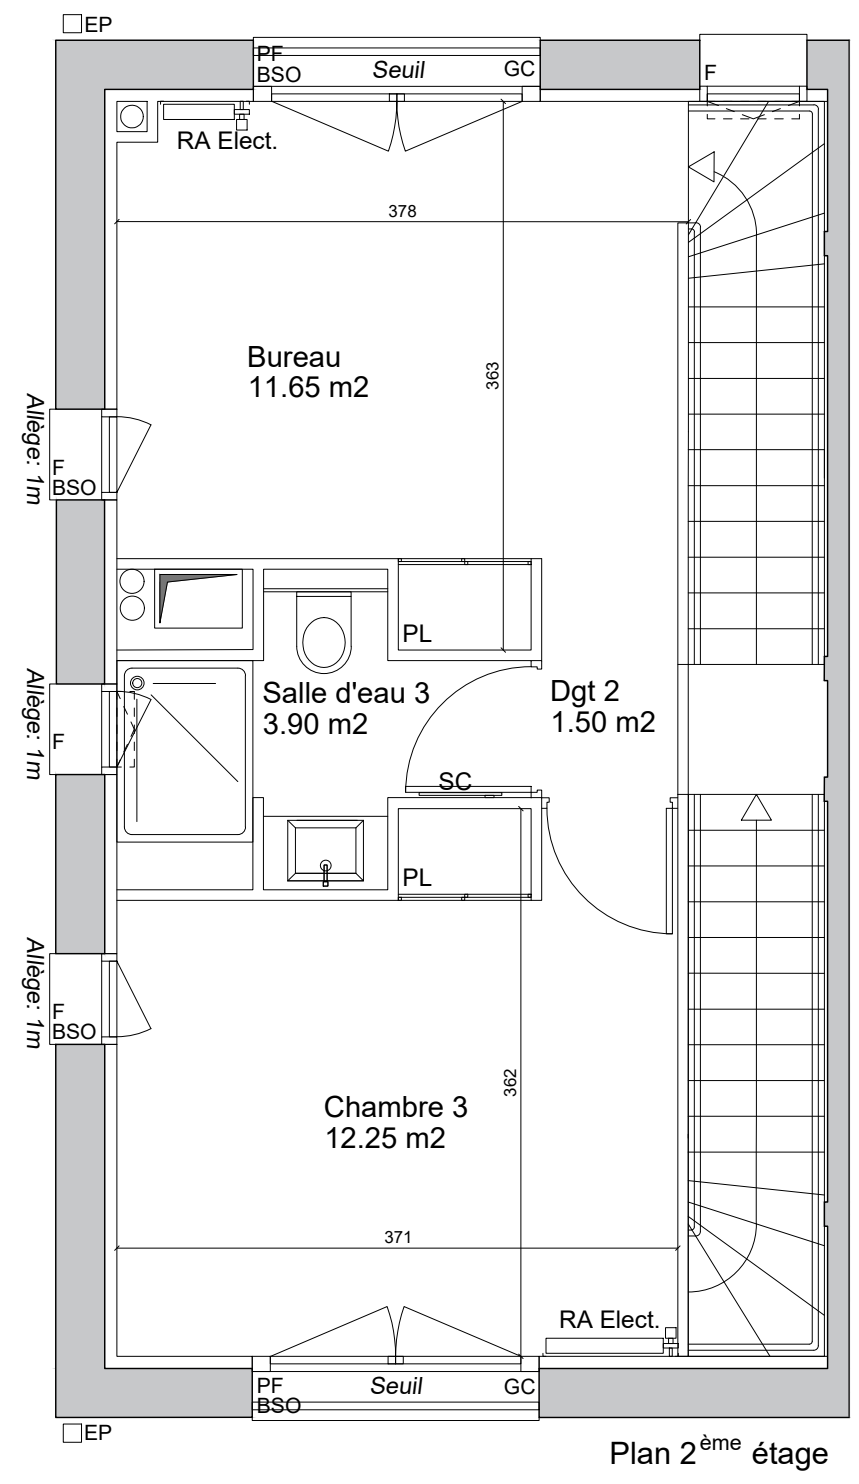 EP
PF
BSO
Seuil
GC
F
RA Elect.
378
Bureau
11.65 m2
363
Allège: 1m
F
BSO
PL
Salle d'eau 3
3.90 m2
Dgt 2
1.50 m2
Allège: 1m
F
SC
PL
Allège: 1m
F
BSO
362
Chambre 3
12.25 m2
371
RA Elect.
PF
BSO
Seuil
GC
EP
Plan 2ème étage